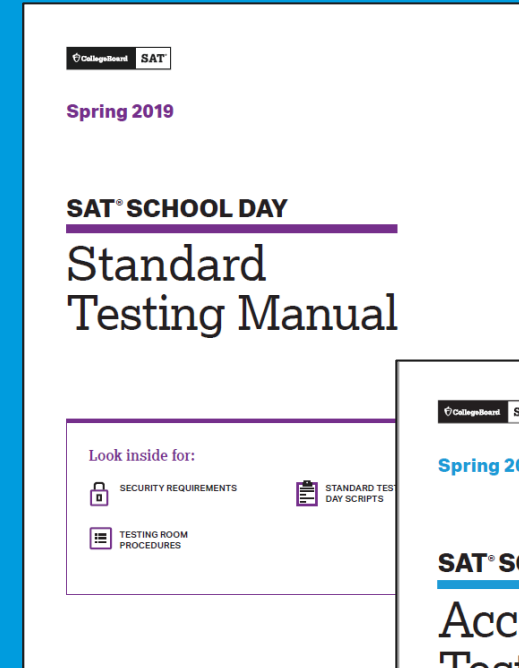 CollegeBoard SAT®
Spring 2019
SAT® SCHOOL DAY
Standard
Testing Manual
Look inside for:
SECURITY REQUIREMENTS
STANDARD TES
DAY SCRIPTS
TESTING ROOM
PROCEDURES
CollegeBoard S
Spring 20
SAT® SC
Acc
Test